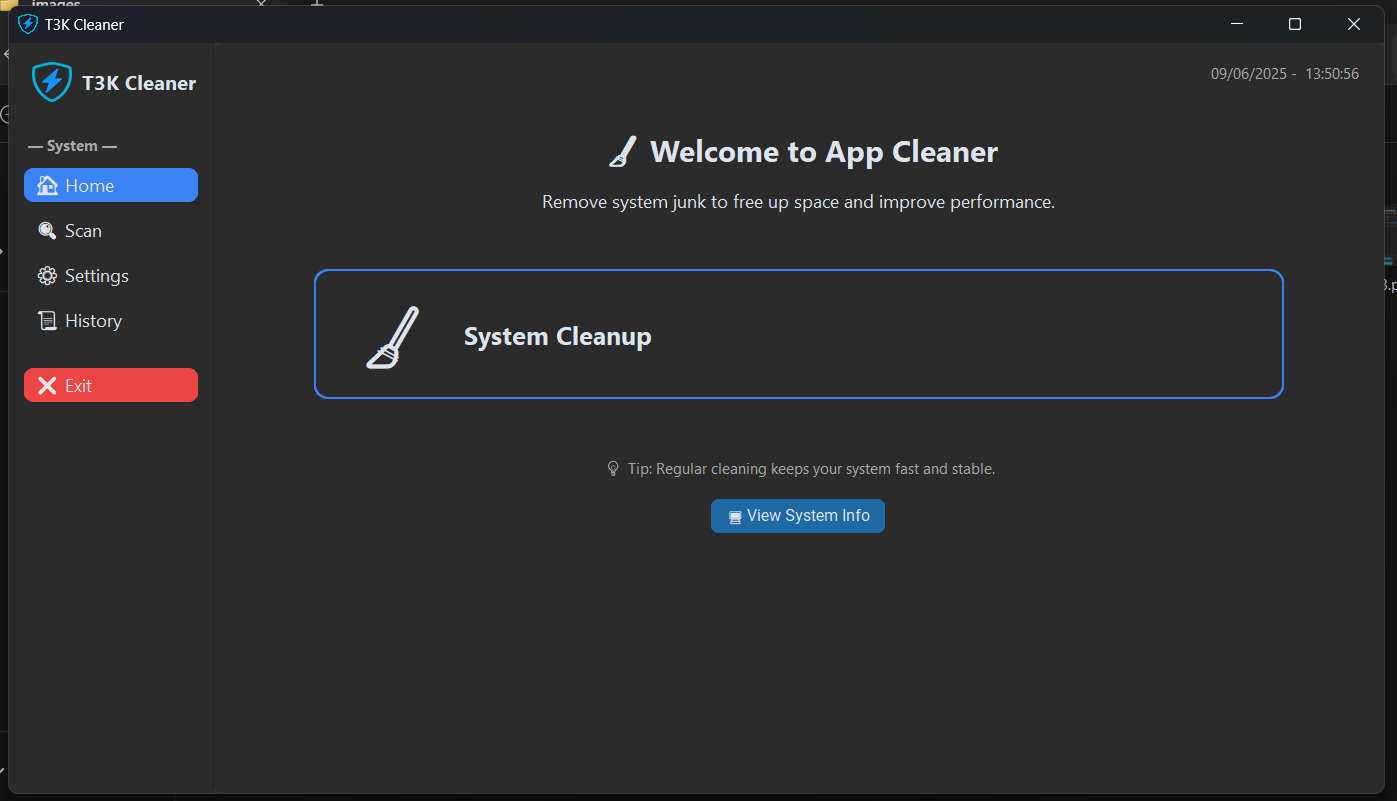 images
T3K Cleaner
T3K Cleaner
09/06/2025 - 13:50:56
— System —
Home
Scan
Settings
History
Exit
Welcome to App Cleaner
Remove system junk to free up space and improve performance.
System Cleanup
Tip: Regular cleaning keeps your system fast and stable.
View System Info